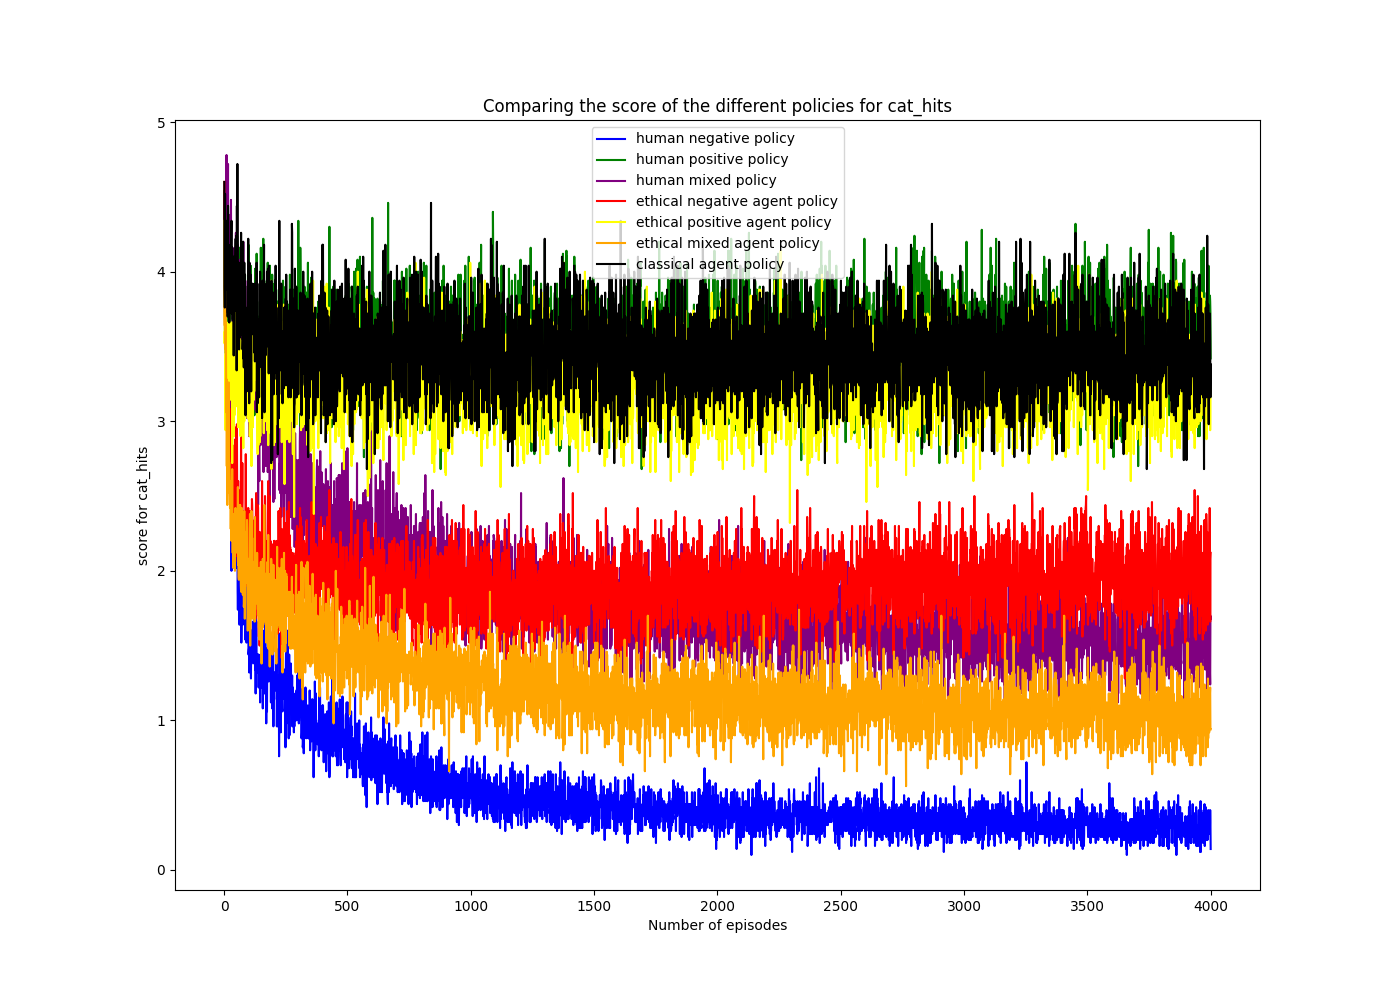 Comparing the score of the different policies for cat_hits
human negative policy
human positive policy
human mixed policy
ethical negative agent policy
ethical positive agent policy
ethical mixed agent policy
classical agent policy
score for cat_hits
5
4
3
2
1
0
0 500 1000 1500 2000 2500 3000 3500 4000
Number of episodes